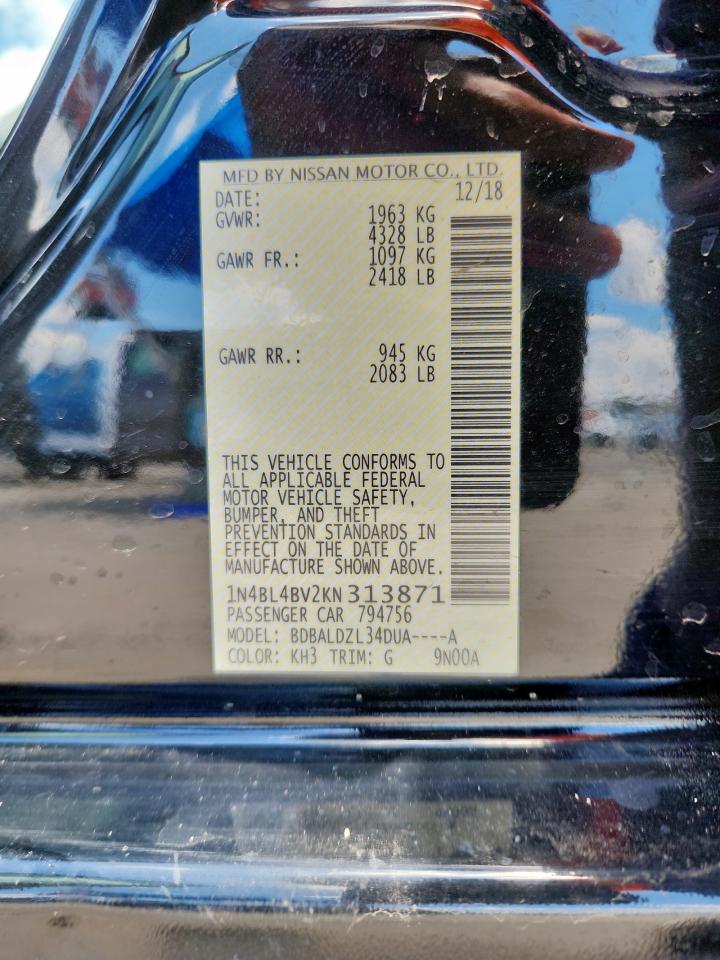 MFD BY NISSAN MOTOR CO., LTD.
DATE: 12/18
GVWR: 1963 KG
4328 LB
GAWR FR.: 1097 KG
2418 LB
GAWR RR.: 945 KG
2083 LB
THIS VEHICLE CONFORMS TO
ALL APPLICABLE FEDERAL
MOTOR VEHICLE SAFETY,
BUMPER, AND THEFT
PREVENTION STANDARDS IN
EFFECT ON THE DATE OF
MANUFACTURE SHOWN ABOVE.
1N4BL4BV2KN313871
PASSENGER CAR 794756
MODEL: BDBALDZL34DUA----A
COLOR: KH3 TRIM: G 9N00A